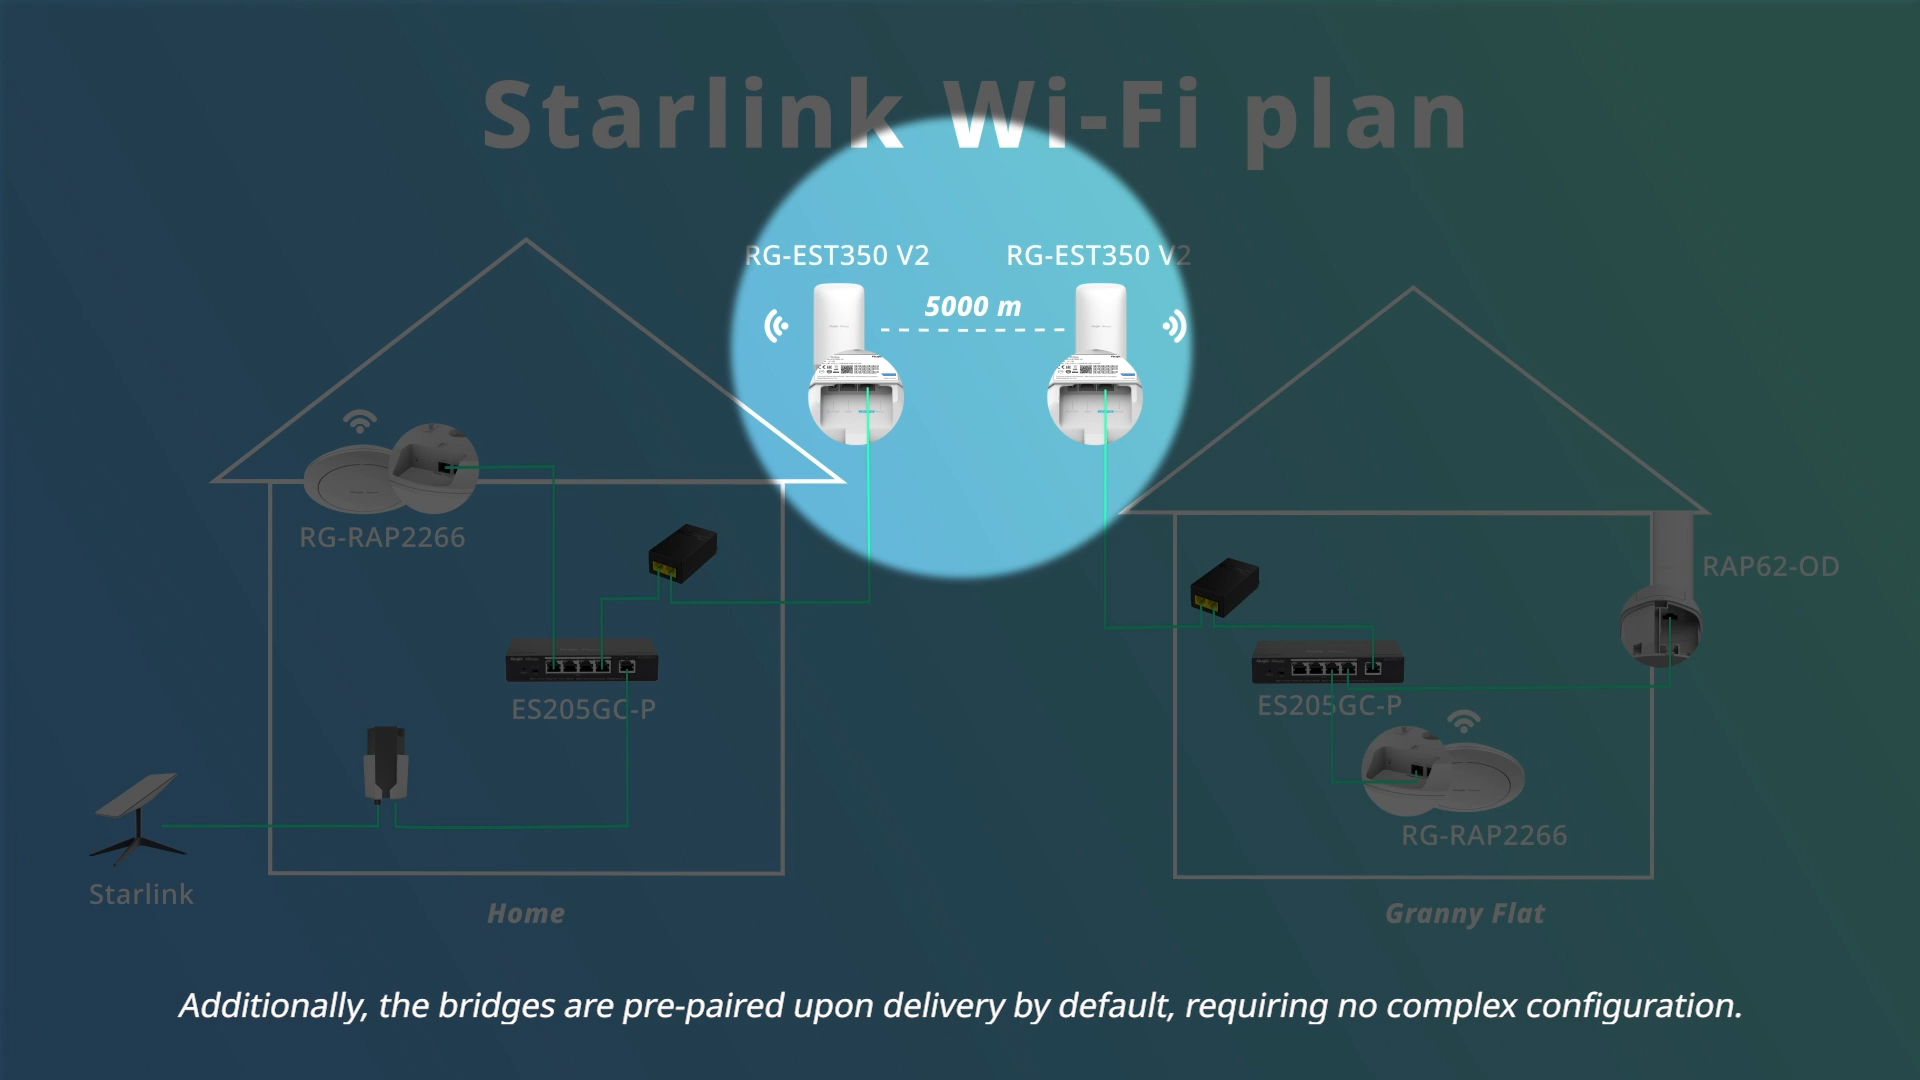 Starlink Wi-Fi plan
RG-EST350 V2
RG-EST350 V2
5000 m
RG-RAP2266
RAP62-OD
ES205GC-P
ES205GC-P
RG-RAP2266
Starlink
Home
Granny Flat
Additionally, the bridges are pre-paired upon delivery by default, requiring no complex configuration.